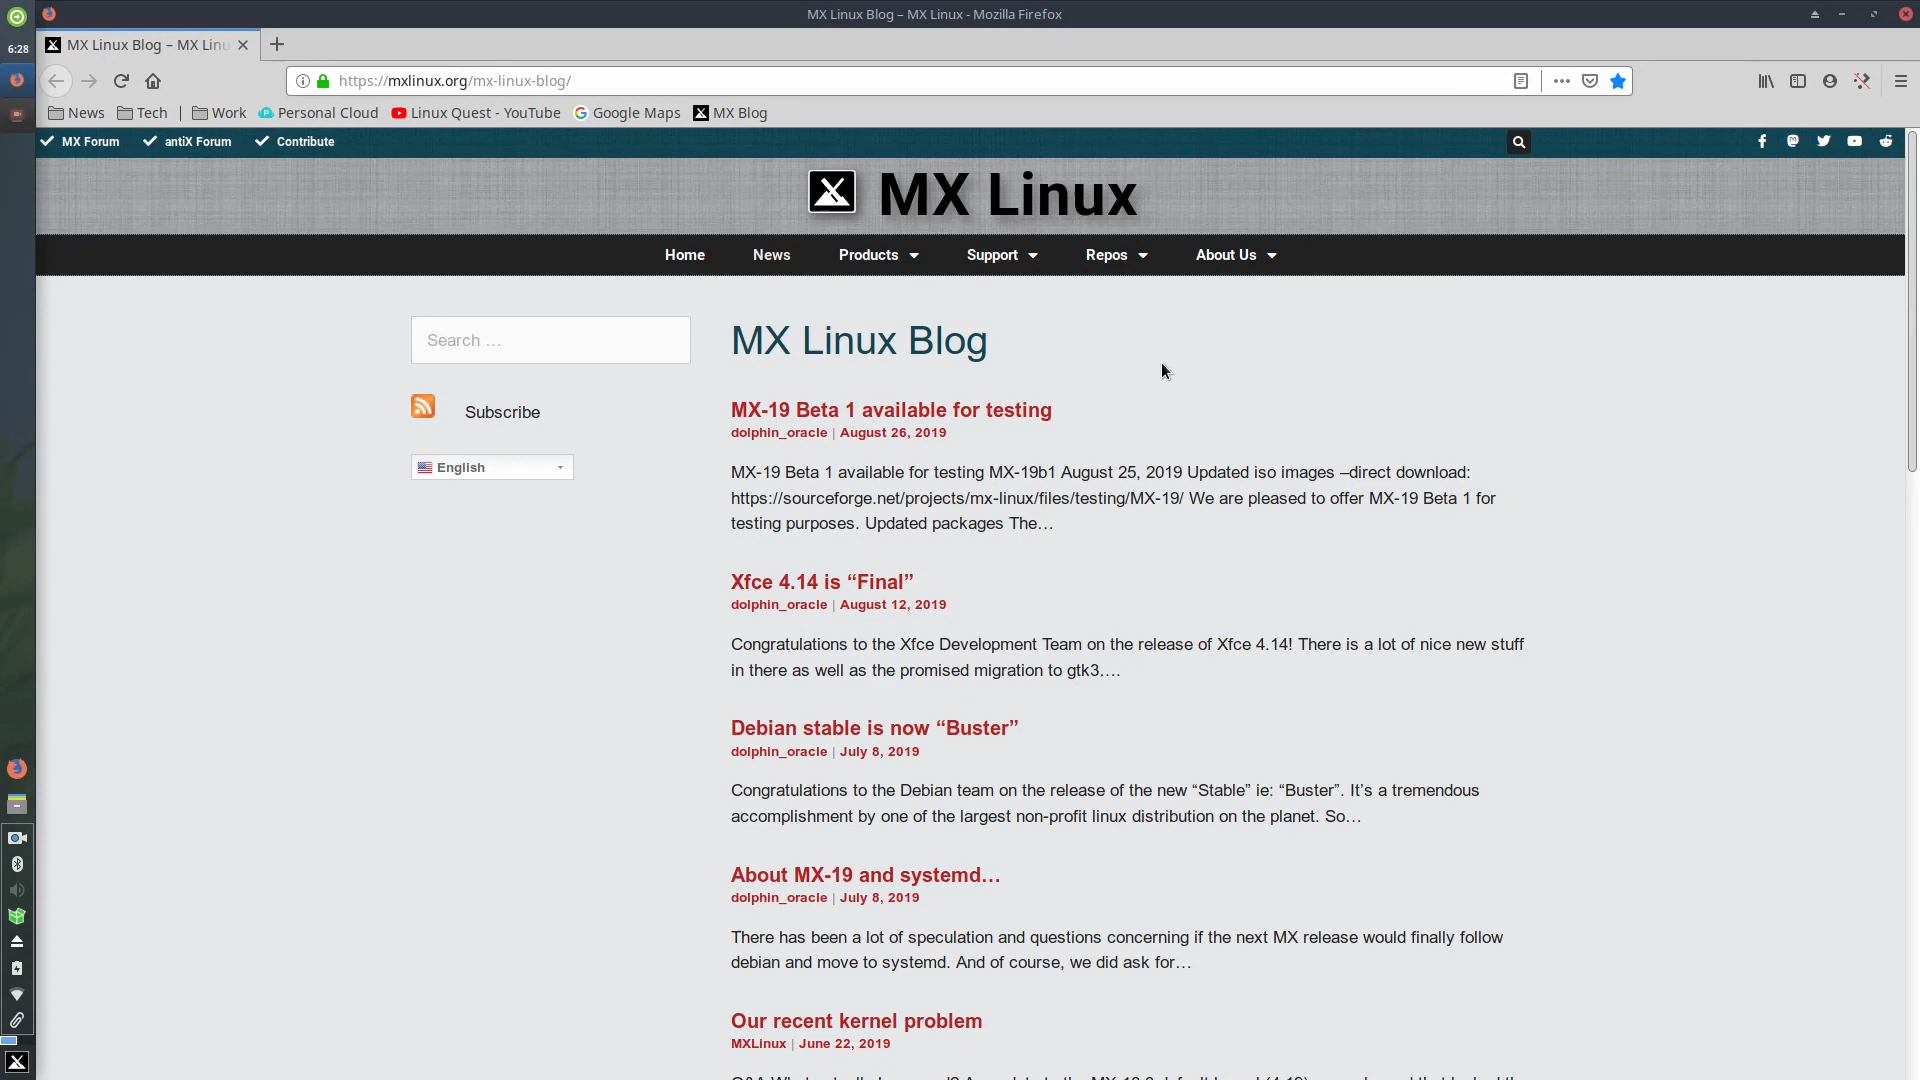 MX Linux Blog – MX Linux - Mozilla Firefox
6:28
MX Linux Blog – MX Linu
https://mxlinux.org/mx-linux-blog/
News Tech Work Personal Cloud Linux Quest - YouTube Google Maps MX Blog
MX Forum antiX Forum Contribute
MX Linux
Home News Products Support Repos About Us
Search …
Subscribe
English
MX Linux Blog
MX-19 Beta 1 available for testing
dolphin_oracle | August 26, 2019
MX-19 Beta 1 available for testing MX-19b1 August 25, 2019 Updated iso images –direct download:
https://sourceforge.net/projects/mx-linux/files/testing/MX-19/ We are pleased to offer MX-19 Beta 1 for
testing purposes. Updated packages The…
Xfce 4.14 is “Final”
dolphin_oracle | August 12, 2019
Congratulations to the Xfce Development Team on the release of Xfce 4.14! There is a lot of nice new stuff
in there as well as the promised migration to gtk3….
Debian stable is now “Buster”
dolphin_oracle | July 8, 2019
Congratulations to the Debian team on the release of the new “Stable” ie: “Buster”. It’s a tremendous
accomplishment by one of the largest non-profit linux distribution on the planet. So…
About MX-19 and systemd…
dolphin_oracle | July 8, 2019
There has been a lot of speculation and questions concerning if the next MX release would finally follow
debian and move to systemd. And of course, we did ask for…
Our recent kernel problem
MXLinux | June 22, 2019